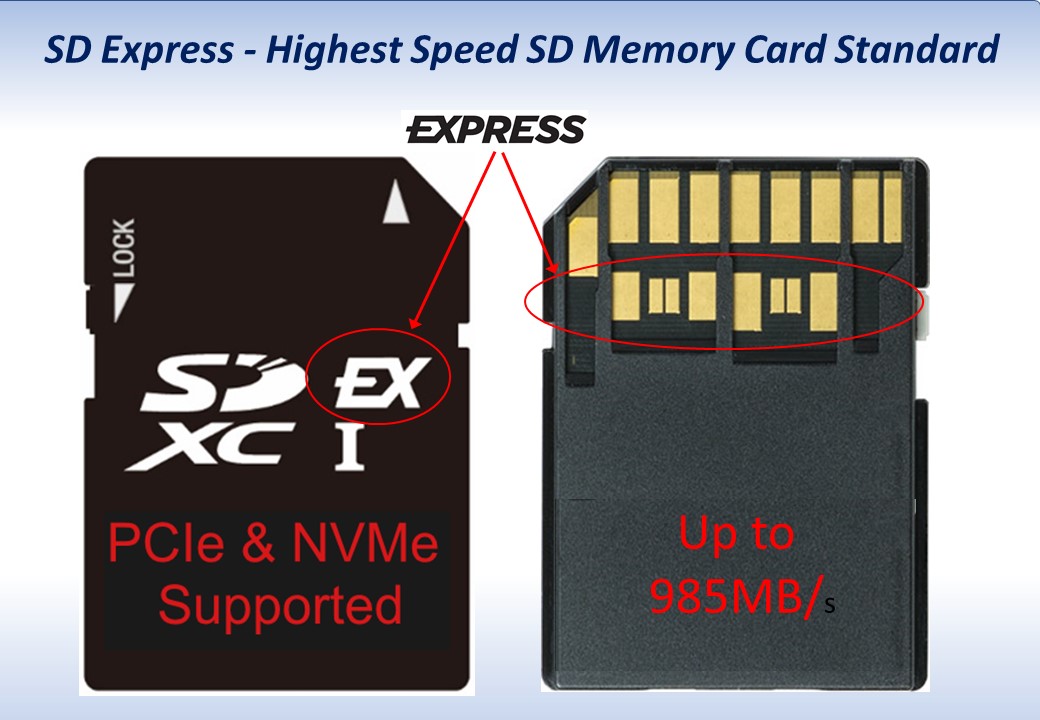 SD Express - Highest Speed SD Memory Card Standard
EXPRESS
LOCK
SD EX
XC I
PCIe & NVMe
Supported
Up to
985MB/s